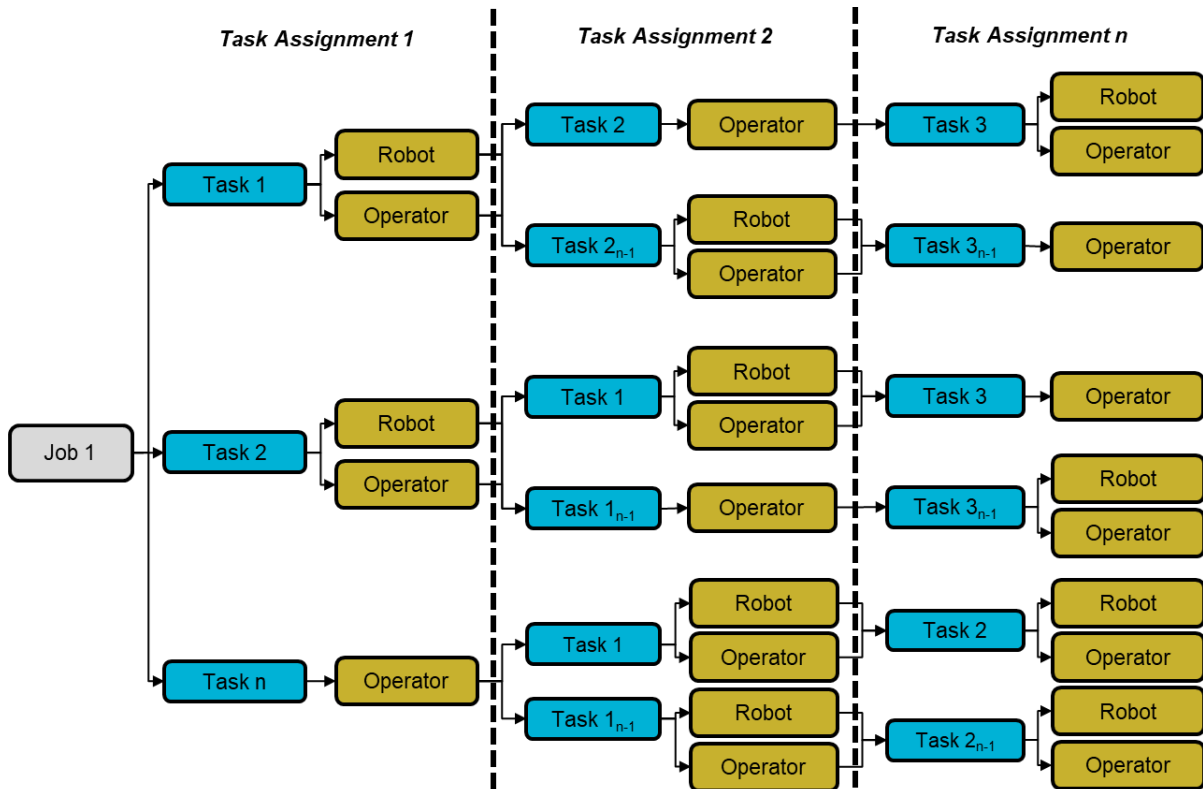 Task Assignment 1
Task Assignment 2
Task Assignment n
Job 1
Task 1
Robot
Operator
Task 2
Robot
Operator
Task n
Operator
Task 2
Operator
Task 2n-1
Robot
Operator
Task 1
Robot
Operator
Task 1n-1
Operator
Task 1
Robot
Operator
Task 1n-1
Robot
Operator
Task 3
Robot
Operator
Task 3n-1
Operator
Task 3
Operator
Task 3n-1
Robot
Operator
Task 2
Robot
Operator
Task 2n-1
Robot
Operator